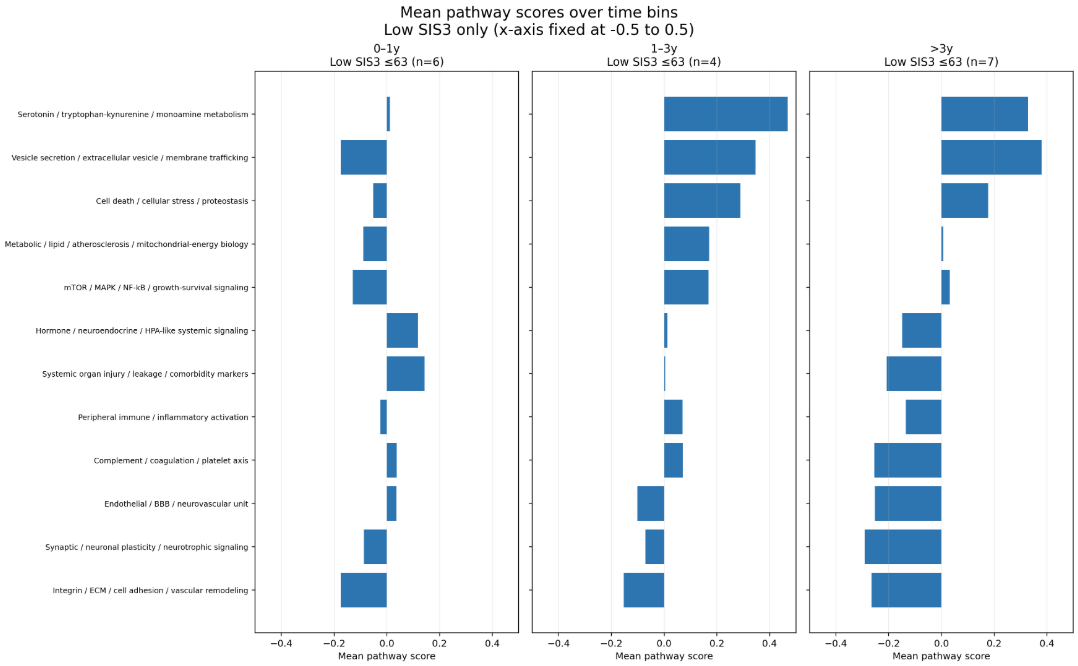 Mean pathway scores over time bins
Low SIS3 only (x-axis fixed at -0.5 to 0.5)
0–1y
Low SIS3 ≤63 (n=6)
1–3y
Low SIS3 ≤63 (n=4)
>3y
Low SIS3 ≤63 (n=7)
Serotonin / tryptophan-kynurenine / monoamine metabolism
Vesicle secretion / extracellular vesicle / membrane trafficking
Cell death / cellular stress / proteostasis
Metabolic / lipid / atherosclerosis / mitochondrial-energy biology
mTOR / MAPK / NF-kB / growth-survival signaling
Hormone / neuroendocrine / HPA-like systemic signaling
Systemic organ injury / leakage / comorbidity markers
Peripheral immune / inflammatory activation
Complement / coagulation / platelet axis
Endothelial / BBB / neurovascular unit
Synaptic / neuronal plasticity / neurotrophic signaling
Integrin / ECM / cell adhesion / vascular remodeling
−0.4 −0.2 0.0 0.2 0.4
Mean pathway score
−0.4 −0.2 0.0 0.2 0.4
Mean pathway score
−0.4 −0.2 0.0 0.2 0.4
Mean pathway score